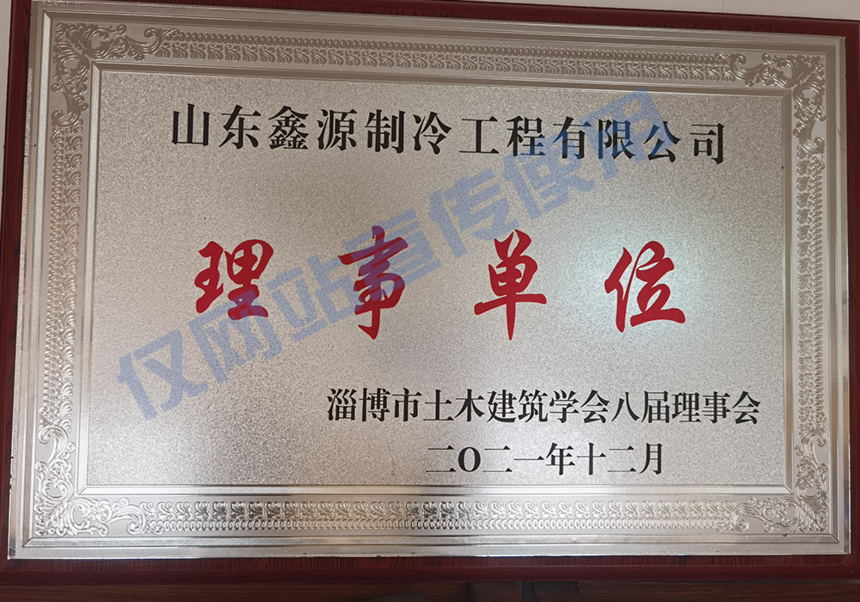 山东鑫源制冷工程有限公司
理事单位
仅网站宣传使用
淄博市土木建筑学会八届理事会
二O二一年十二月